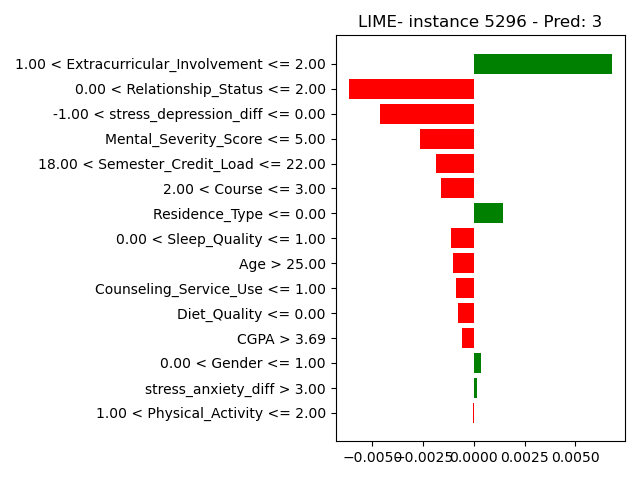 LIME- instance 5296 - Pred: 3
1.00 < Extracurricular_Involvement <= 2.00
0.00 < Relationship_Status <= 2.00
-1.00 < stress_depression_diff <= 0.00
Mental_Severity_Score <= 5.00
18.00 < Semester_Credit_Load <= 22.00
2.00 < Course <= 3.00
Residence_Type <= 0.00
0.00 < Sleep_Quality <= 1.00
Age > 25.00
Counseling_Service_Use <= 1.00
Diet_Quality <= 0.00
CGPA > 3.69
0.00 < Gender <= 1.00
stress_anxiety_diff > 3.00
1.00 < Physical_Activity <= 2.00
−0.0050 −0.0025 0.0000 0.0025 0.0050